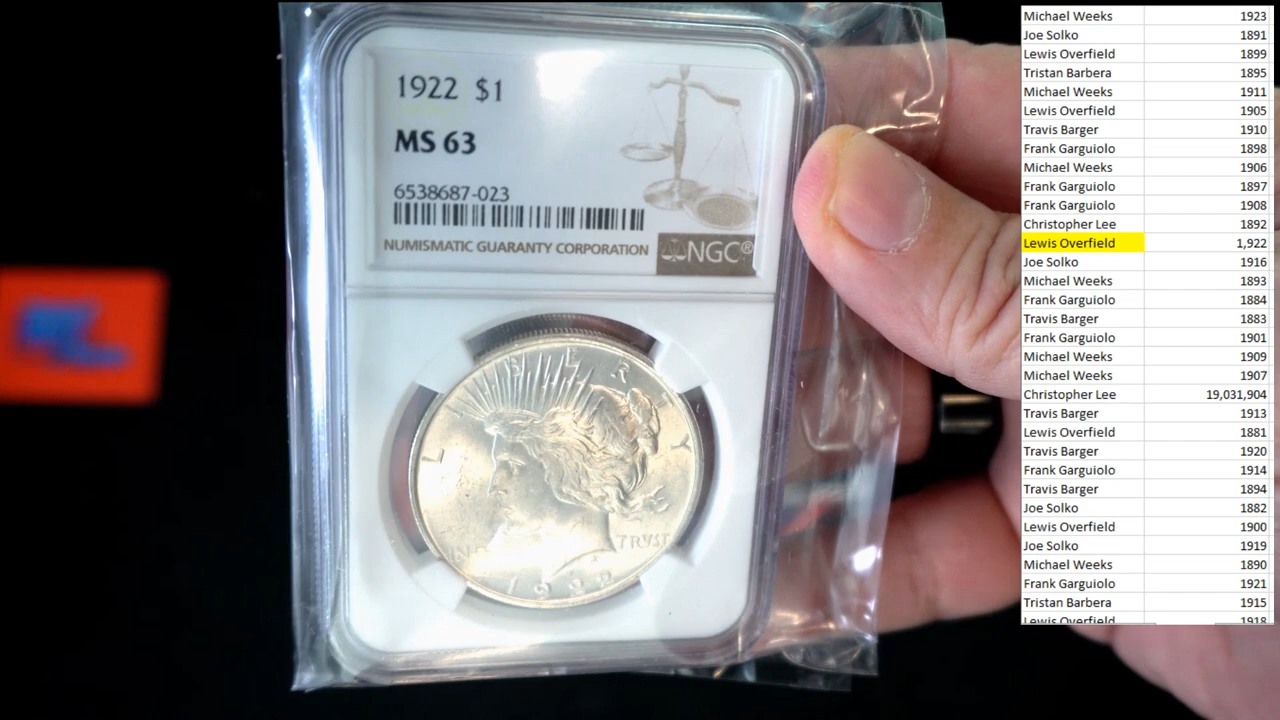 1922 $1
MS 63
6538687-023
NUMISMATIC GUARANTY CORPORATION
NGC®
LIBERTY
TRVST
1922
Michael Weeks 1923
Joe Solko 1891
Lewis Overfield 1899
Tristan Barbera 1895
Michael Weeks 1911
Lewis Overfield 1905
Travis Barger 1910
Frank Garguiolo 1898
Michael Weeks 1906
Frank Garguiolo 1897
Frank Garguiolo 1908
Christopher Lee 1892
Lewis Overfield 1,922
Joe Solko 1916
Michael Weeks 1893
Frank Garguiolo 1884
Travis Barger 1883
Frank Garguiolo 1901
Michael Weeks 1909
Michael Weeks 1907
Christopher Lee 19,031,904
Travis Barger 1913
Lewis Overfield 1881
Travis Barger 1920
Frank Garguiolo 1914
Travis Barger 1894
Joe Solko 1882
Lewis Overfield 1900
Joe Solko 1919
Michael Weeks 1890
Frank Garguiolo 1921
Tristan Barbera 1915
Lewis Overfield 1918